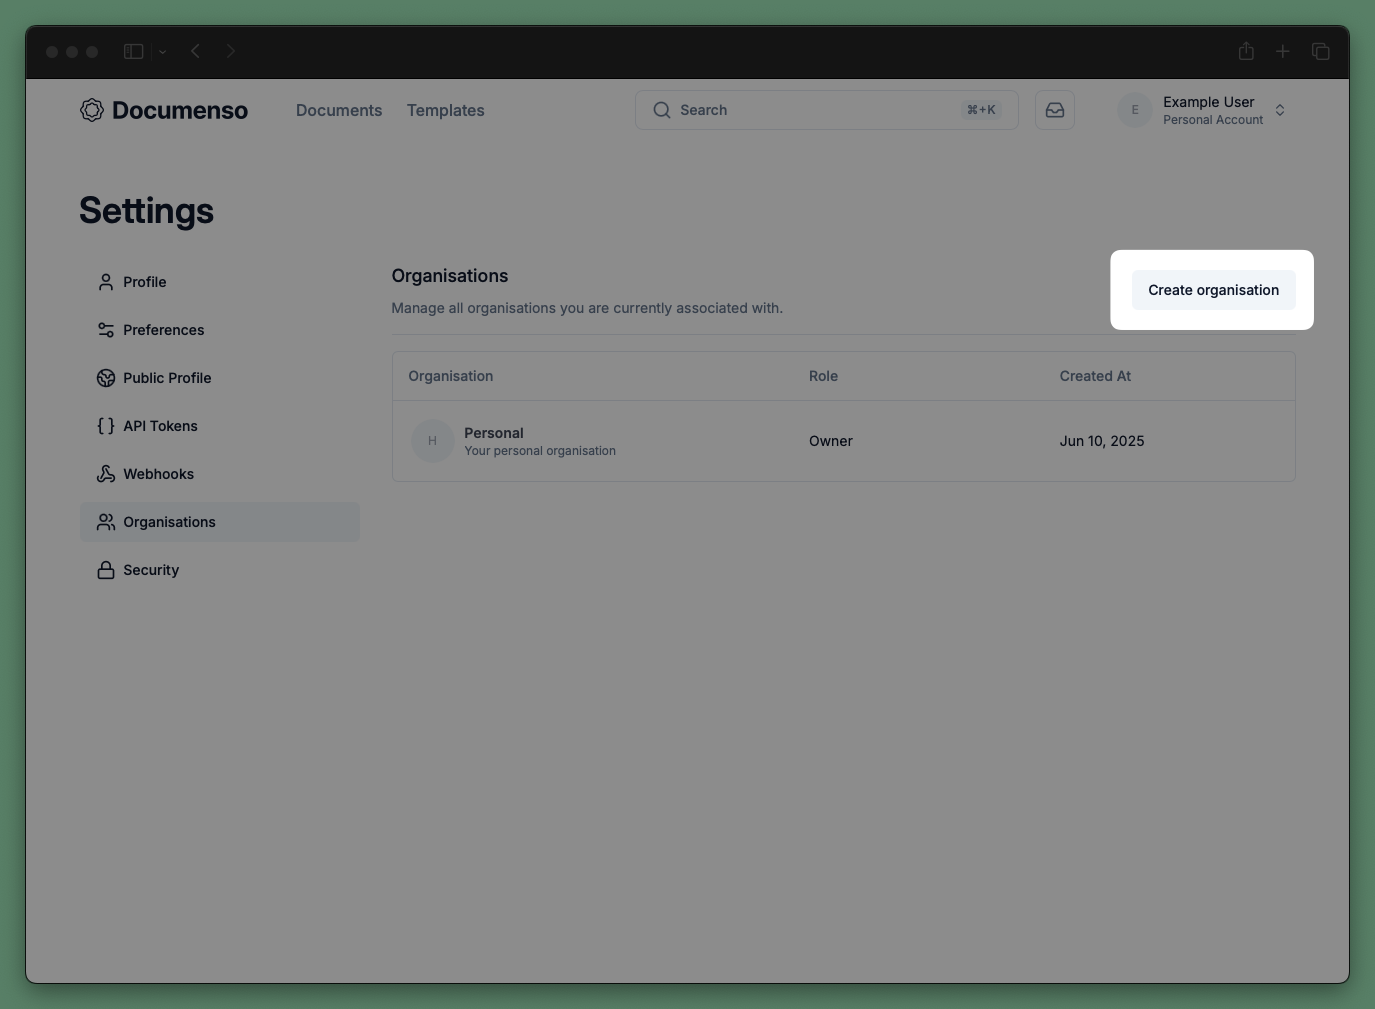 Documenso
Documents
Templates
Search
⌘+K
E
Example User
Personal Account
Settings
Profile
Preferences
Public Profile
API Tokens
Webhooks
Organisations
Security
Organisations
Manage all organisations you are currently associated with.
Create organisation
Organisation
Role
Created At
H
Personal
Your personal organisation
Owner
Jun 10, 2025